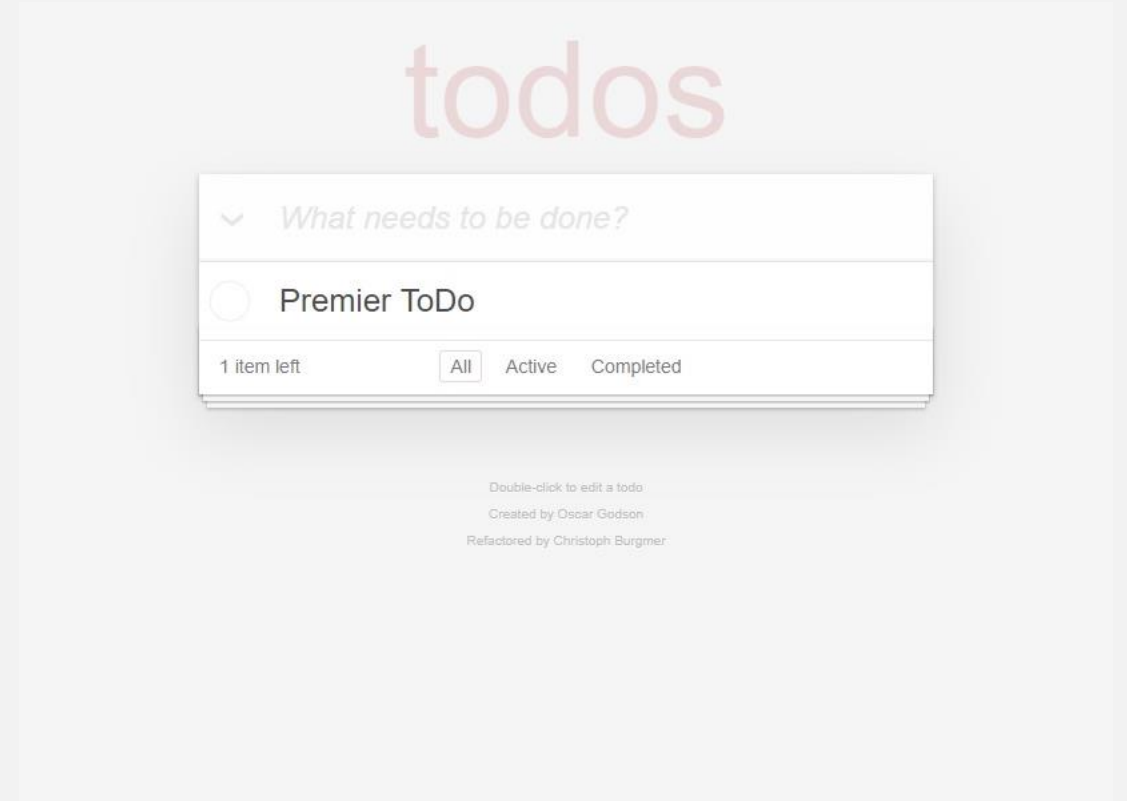 todos
What needs to be done?
Premier ToDo
1 item left All Active Completed
Double-click to edit a todo
Created by Oscar Godson
Refactored by Christoph Burgmer